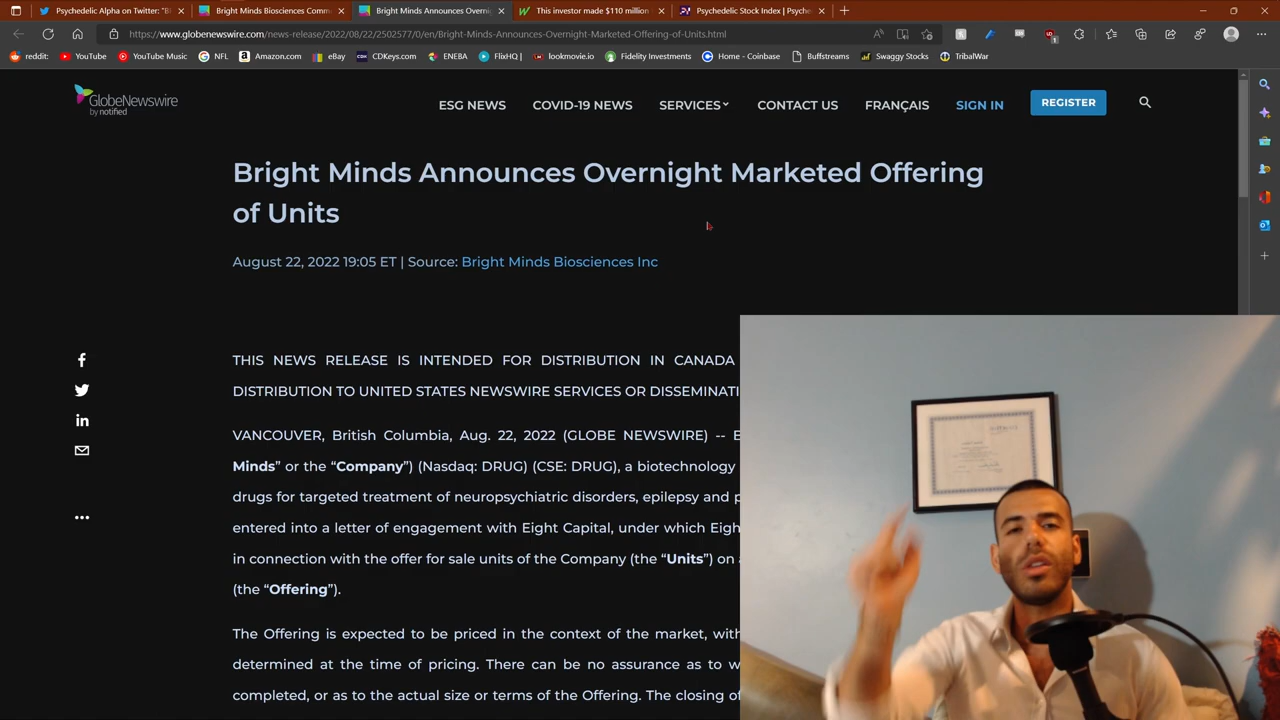 Psychedelic Alpha on Twitter: "B
Bright Minds Biosciences Comm
Bright Minds Announces Overnig
This investor made $110 million
Psychedelic Stock Index | Psyche
https://www.globenewswire.com/news-release/2022/08/22/2502577/0/en/Bright-Minds-Announces-Overnight-Marketed-Offering-of-Units.html
reddit:
YouTube
YouTube Music
NFL
Amazon.com
eBay
CDKeys.com
ENEBA
FlixHQ |
lookmovie.io
Fidelity Investments
Home - Coinbase
Buffstreams
Swaggy Stocks
TribalWar
GlobeNewswire
by notified
ESG NEWS
COVID-19 NEWS
SERVICES
CONTACT US
FRANÇAIS
SIGN IN
REGISTER
Bright Minds Announces Overnight Marketed Offering
of Units
August 22, 2022 19:05 ET | Source: Bright Minds Biosciences Inc
THIS NEWS RELEASE IS INTENDED FOR DISTRIBUTION IN CANADA
DISTRIBUTION TO UNITED STATES NEWSWIRE SERVICES OR DISSEMINATI
VANCOUVER, British Columbia, Aug. 22, 2022 (GLOBE NEWSWIRE) --
Minds" or the "Company") (Nasdaq: DRUG) (CSE: DRUG), a biotechnology
drugs for targeted treatment of neuropsychiatric disorders, epilepsy and p
entered into a letter of engagement with Eight Capital, under which Eigh
in connection with the offer for sale units of the Company (the "Units") on
(the "Offering").
The Offering is expected to be priced in the context of the market, with
determined at the time of pricing. There can be no assurance as to w
completed, or as to the actual size or terms of the Offering. The closing of